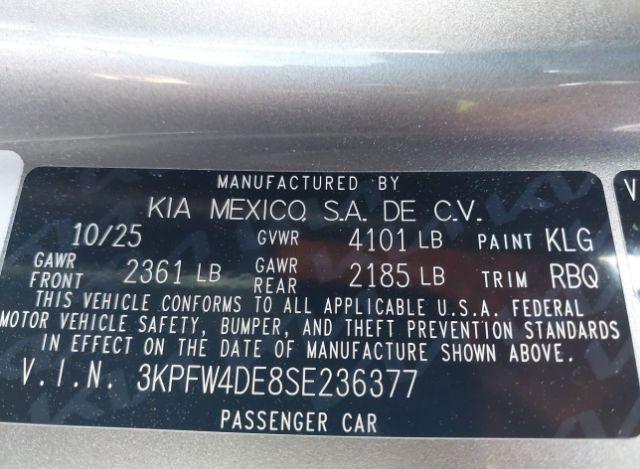 MANUFACTURED BY
KIA MEXICO, S.A. DE C.V.
10/25 GVWR 4101 LB PAINT KLG
GAWR FRONT 2361 LB GAWR REAR 2185 LB TRIM RBQ
THIS VEHICLE CONFORMS TO ALL APPLICABLE U.S.A. FEDERAL
MOTOR VEHICLE SAFETY, BUMPER, AND THEFT PREVENTION STANDARDS
IN EFFECT ON THE DATE OF MANUFACTURE SHOWN ABOVE.
V.I.N. 3KPFW4DE8SE236377
PASSENGER CAR